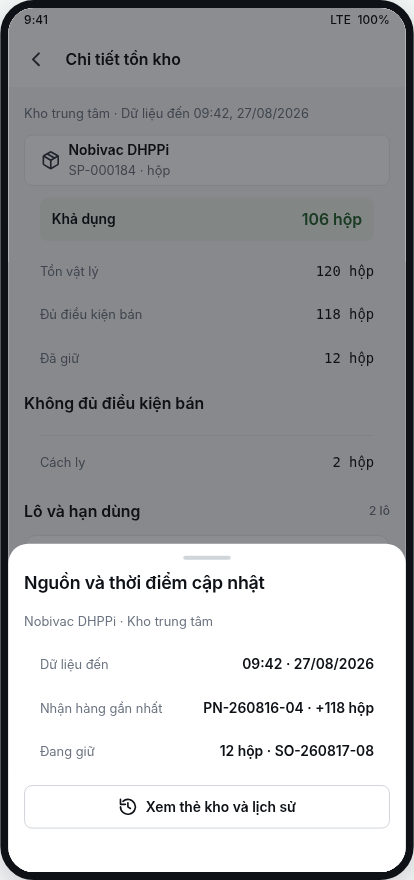 9:41 LTE 100%
Chi tiết tồn kho
Kho trung tâm · Dữ liệu đến 09:42, 27/08/2026
Nobivac DHPPi
SP-000184 · hộp
Khả dụng 106 hộp
Tồn vật lý 120 hộp
Đủ điều kiện bán 118 hộp
Đã giữ 12 hộp
Không đủ điều kiện bán
Cách ly 2 hộp
Lô và hạn dùng 2 lô
Nguồn và thời điểm cập nhật
Nobivac DHPPi · Kho trung tâm
Dữ liệu đến 09:42 · 27/08/2026
Nhận hàng gần nhất PN-260816-04 · +118 hộp
Đang giữ 12 hộp · SO-260817-08
Xem thẻ kho và lịch sử